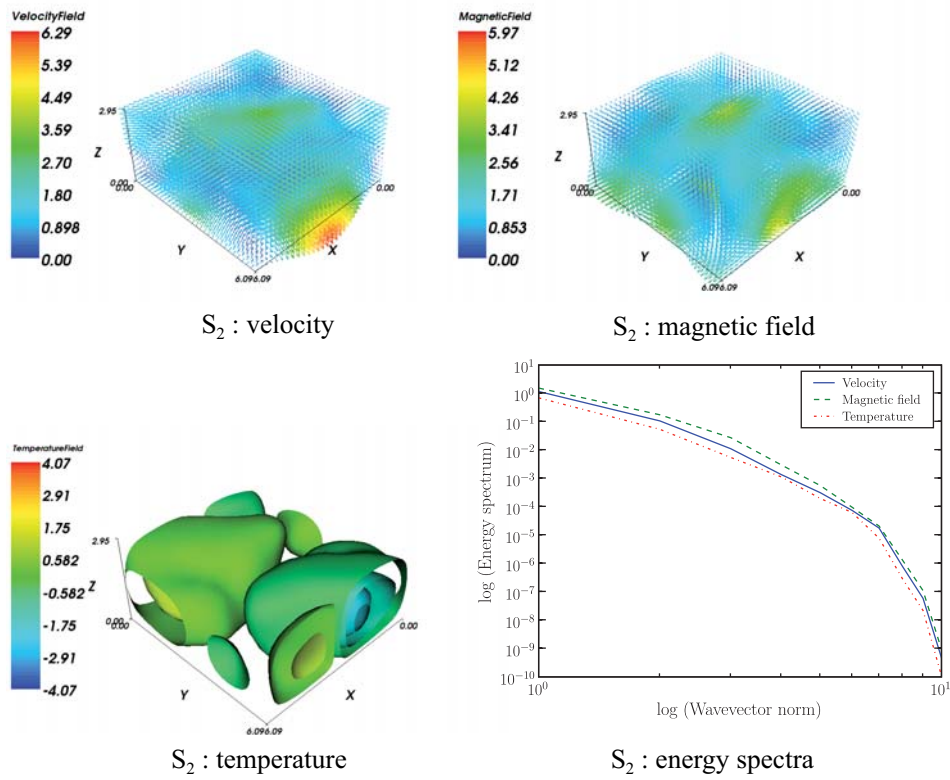 VelocityField
6.29
5.39
4.49
3.59
2.70
1.80
0.898
0.00
2.95
Z
0.00
0.00
Y
X
0.00
6.09 6.09
S2 : velocity
MagneticField
5.97
5.12
4.26
3.41
2.56
1.71
0.853
0.00
2.95
Z
0.00
0.00
Y
X
0.00
6.09 6.09
S2 : magnetic field
TemperatureField
4.07
2.91
1.75
0.582
-0.582
-1.75
-2.91
-4.07
2.95
Z
0.00
0.00
Y
X
0.00
6.09 6.09
S2 : temperature
Velocity
Magnetic field
Temperature
10^1
10^0
10^-1
10^-2
10^-3
10^-4
10^-5
10^-6
10^-7
10^-8
10^-9
10^-10
log (Energy spectrum)
10^0
10^1
log (Wavevector norm)
S2 : energy spectra